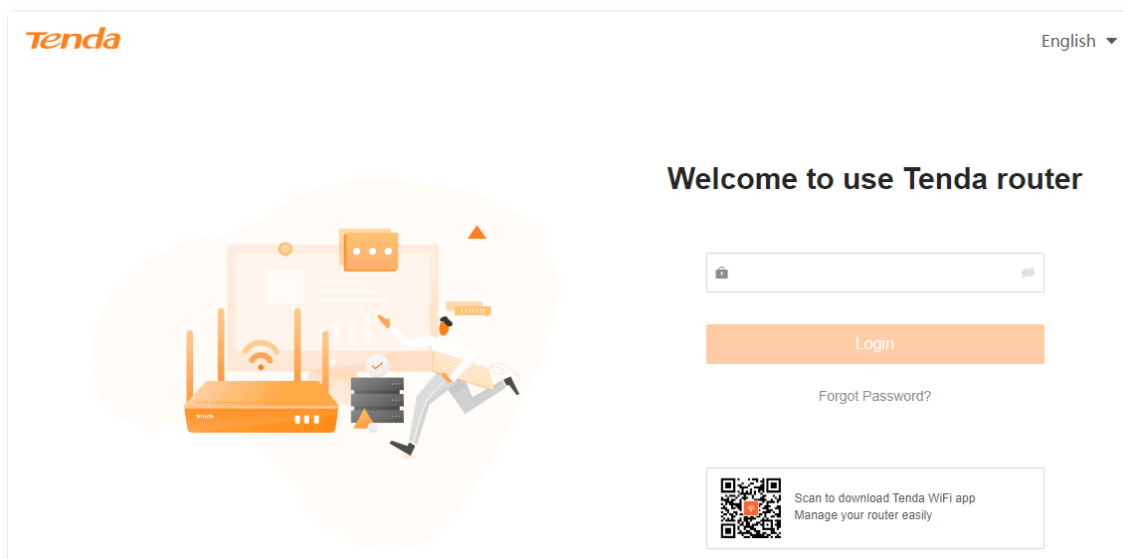 Tenda
English
Welcome to use Tenda router
Login
Forgot Password?
Tenda
Scan to download Tenda WiFi app
Manage your router easily